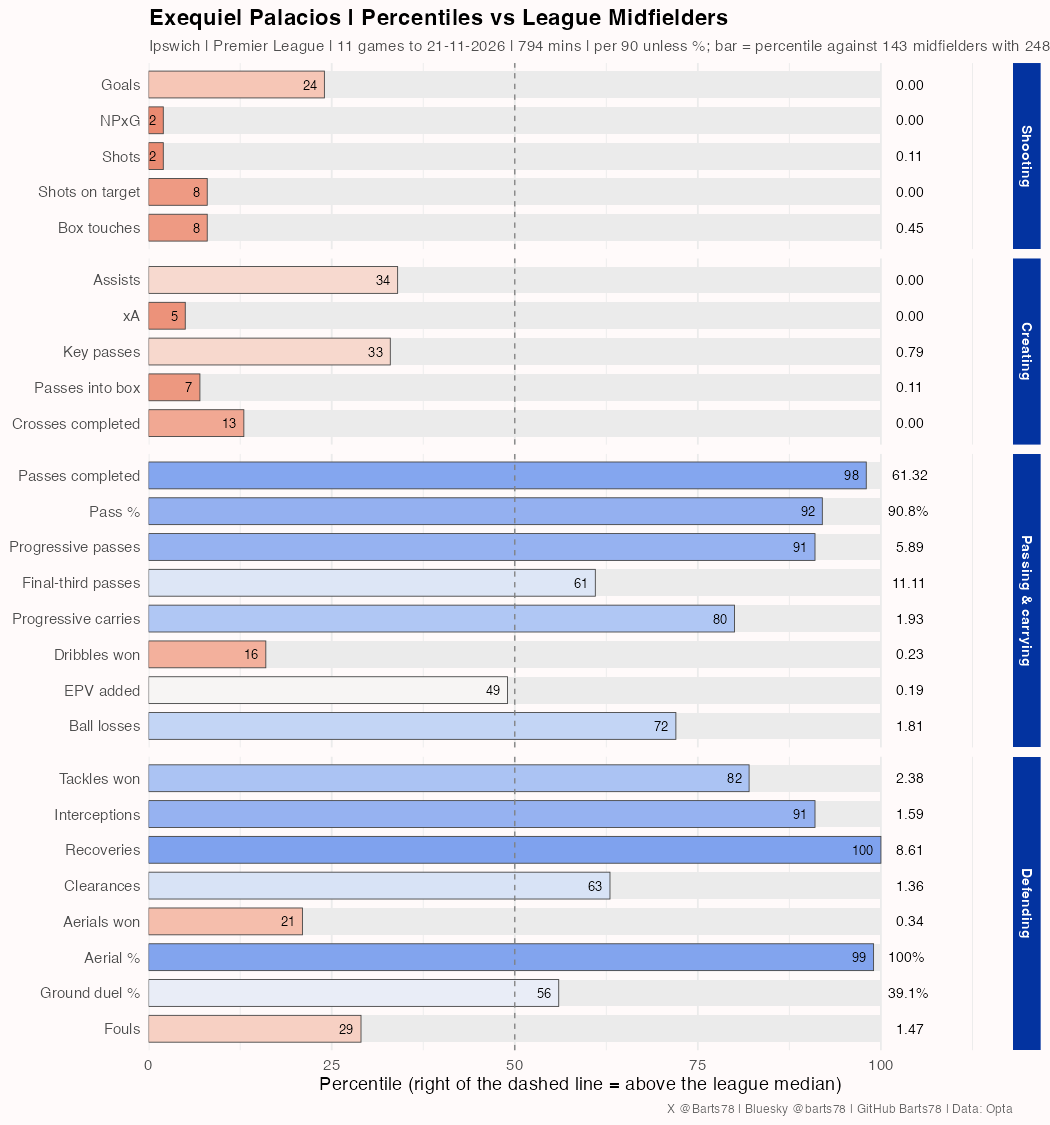 Exequiel Palacios | Percentiles vs League Midfielders
Ipswich | Premier League | 11 games to 21-11-2026 | 794 mins | per 90 unless %; bar = percentile against 143 midfielders with 248
Goals 24 0.00
NPxG 2 0.00
Shots 2 0.11
Shots on target 8 0.00
Box touches 8 0.45
Shooting
Assists 34 0.00
xA 5 0.00
Key passes 33 0.79
Passes into box 7 0.11
Crosses completed 13 0.00
Creating
Passes completed 98 61.32
Pass % 92 90.8%
Progressive passes 91 5.89
Final-third passes 61 11.11
Progressive carries 80 1.93
Dribbles won 16 0.23
EPV added 49 0.19
Ball losses 72 1.81
Passing & carrying
Tackles won 82 2.38
Interceptions 91 1.59
Recoveries 100 8.61
Clearances 63 1.36
Aerials won 21 0.34
Aerial % 99 100%
Ground duel % 56 39.1%
Fouls 29 1.47
Defending
0 25 50 75 100
Percentile (right of the dashed line = above the league median)
X @Barts78 | Bluesky @barts78 | GitHub Barts78 | Data: Opta